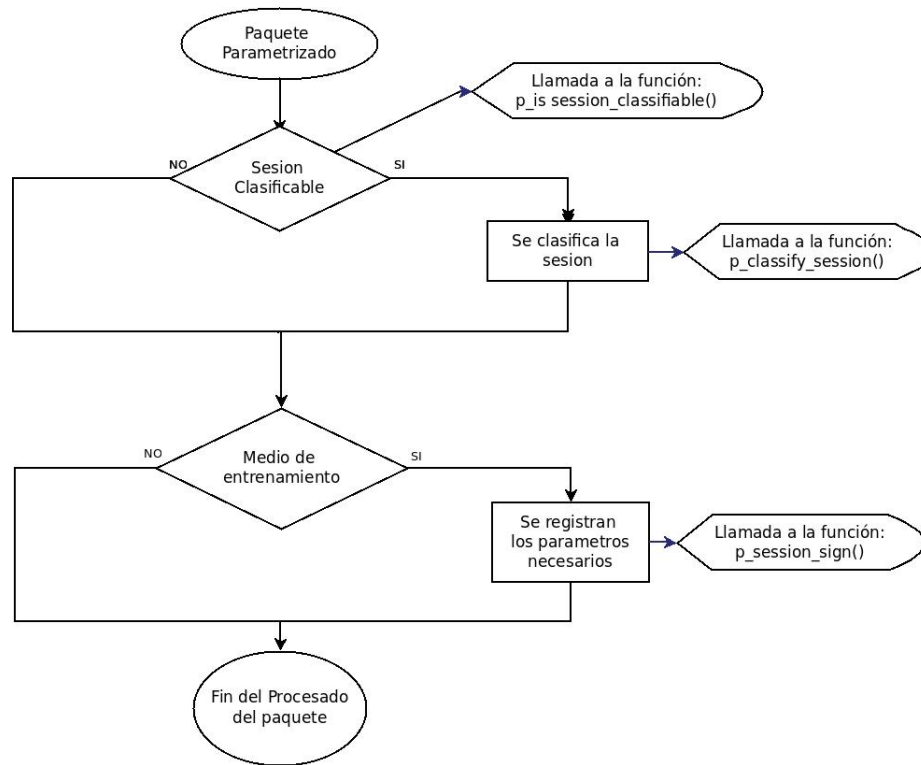 Paquete
Parametrizado
Llamada a la función:
p_is session_classifiable()
NO
Sesion
Clasificable
SI
Se clasifica la
sesion
Llamada a la función:
p_classify_session()
NO
Medio de
entrenamiento
SI
Se registran
los parametros
necesarios
Llamada a la función:
p_session_sign()
Fin del Procesado
del paquete